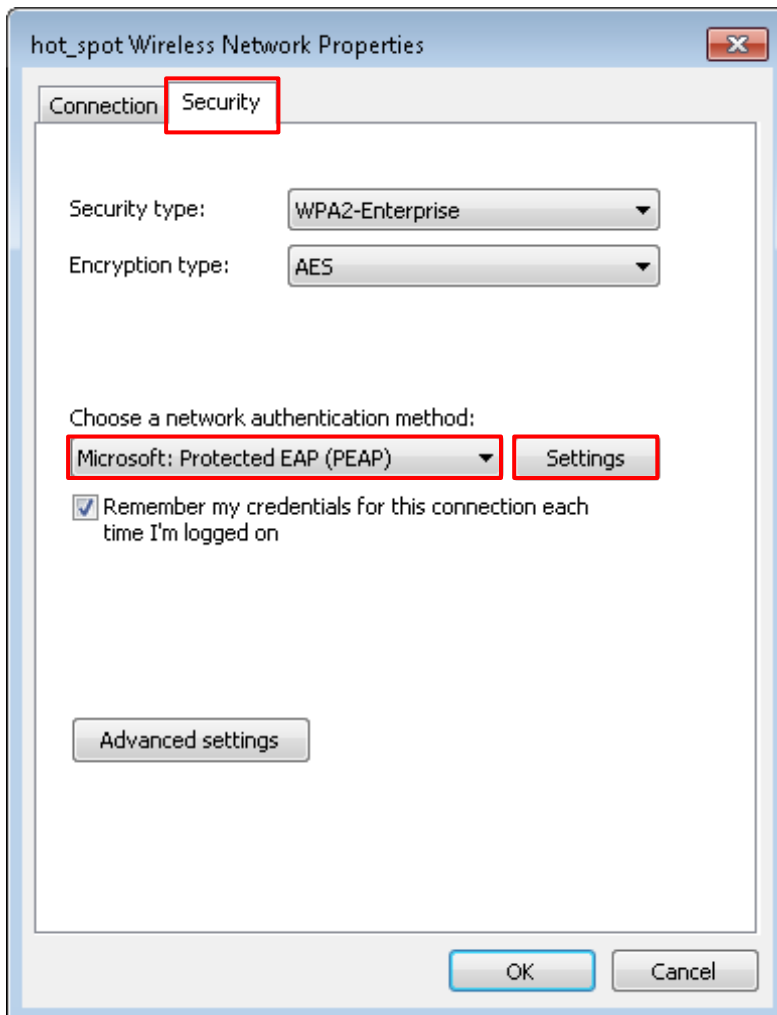 hot_spot Wireless Network Properties
Connection
Security
Security type:
WPA2-Enterprise
Encryption type:
AES
Choose a network authentication method:
Microsoft: Protected EAP (PEAP)
Settings
Remember my credentials for this connection each
time I'm logged on
Advanced settings
OK
Cancel